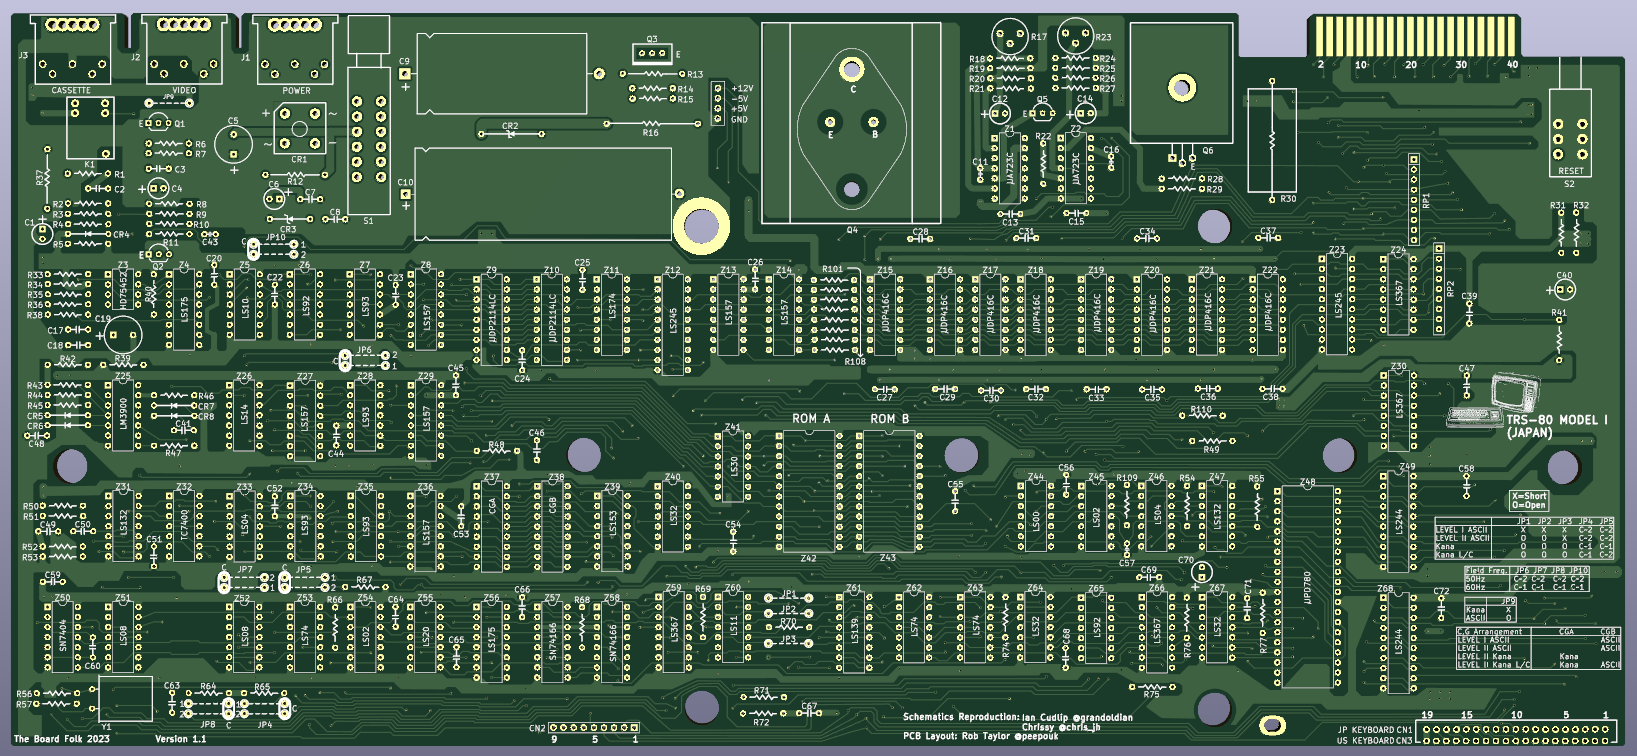 J3 J2 J1
CASSETTE VIDEO POWER
JP9
K1 Q1 C5 CR1 S1
R6
R7
C3
C4
R37 R1
C2
R12 C6 C7 C8
CR3
R2 R8
R3 R9
R4 R10
CR4 C43
R5 R11
C1 Q2
JP10
C
1
2
C9
C10
CR2
Q3 E
R13
R14
R15
R16
+12V
-5V
+5V
GND
C
E B
Q4
R17 R23
R18 R24
R19 R25
R20 R26
R21 R27
C12 Q5 C14
Z1 R22 Z2
C11 µA723C µA723C C16
C13 C15
Q6
E
R28
R29
R30
2 10 20 30 40
RESET
S2
RP1
R31 R32
C28 C31 C34 C37
R33 Z3 Z4 C20 Z5 C22 Z6 Z7 C23 Z8 Z9 Z10 C25 Z11 Z12 Z13 C26 Z14 R101 Z15 Z16 Z17 Z18 Z19 Z20 Z21 Z22 Z23 Z24
R34
R35
R36
R38
R40
75452 LS175 LS10 LS92 LS93 LS157 µDP2114LC µDP2114LC LS174 LS245 LS157 LS157 µDP416C µDP416C µDP416C µDP416C µDP416C µDP416C µDP416C µDP416C LS245 LS367
RP2
C40
C39
R41
C17 C19
C18
R42 R39
JP6
C
2
1
C24 R108
C45
C27 C29 C30 C32 C33 C35 C36 C38
R43 Z25 R46 Z26 Z27 Z28 Z29 Z30 C47
R44 CR7
R45 CR8
CR5
CR6 C41
C48 R47 C44
LM3900 LS14 LS157 LS93 LS157 LS367
ROM A ROM B
R110
R49
R48 C46 Z41 LS30
TRS-80 MODEL I
(JAPAN)
R50 Z31 Z32 Z33 C52 Z34 Z35 Z36 Z37 Z38 Z39 Z40 Z44 C56 Z45 R109 Z46 R54 Z47 R55 Z48 Z49 C58
R51
C49 C50
R52
R53
C51
LS132 TC7400 LS04 LS93 LS93 LS157 C53 CGA CGB LS153 LS32 C54 Z42 Z43 C55 LS00 LS02 LS04 LS132 LS244
C57
X=Short
O=Open
JP1 JP2 JP3 JP4 JP5
LEVEL I ASCII X X X C-2 C-2
LEVEL II ASCII O O X C-2 C-2
Kana O O O C-1 C-1
Kana L/C O O O C-1 C-2
Field Freq. JP6 JP7 JP8 JP10
50Hz C-2 C-2 C-2 C-2
60Hz C-1 C-1 C-1 C-1
JP9
Kana X
ASCII O
C.G Arrangement CGA CGB
LEVEL I ASCII ASCII
LEVEL II ASCII ASCII
LEVEL II Kana Kana
LEVEL II Kana L/C Kana ASCII
C59 JP7 JP5 R67 C69 C70 C71 C72
C
2
1
C
2
1
Z50 Z51 Z52 Z53 R66 Z54 C64 Z55 Z56 C66 Z57 R68 Z58 Z59 R69 Z60 JP1 Z61 Z62 Z63 Z64 Z65 Z66 Z67 Z68
JP2
R70
JP3
SN7404 LS08 LS08 LS74 LS02 LS20 LS175 SN74166 SN74166 LS367 LS11 LS139 LS74 LS74 LS32 LS92 LS367 LS32 µPD780 LS244
C60 C65 R74 C68 R76 R77
R56 C63 R64 R65
R57
Y1
JP8 C JP4
R71
R72 C67
R75
CN2
9 5 1
Schematics Reproduction: Ian Cudlip @grandoldian
Chrissy @chris_jh
PCB Layout: Rob Taylor @peepouk
The Board Folk 2023 Version 1.1
19 15 10 5 1
JP KEYBOARD CN1
US KEYBOARD CN3